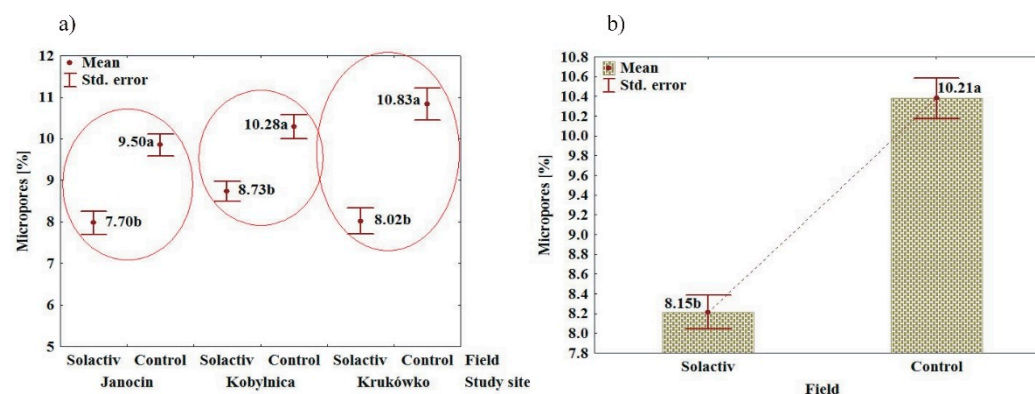 a)
Micropores [%]
12
11
10
9
8
7
6
5
Mean
Std. error
9.50a
7.70b
10.28a
8.73b
10.83a
8.02b
Solactiv Control Solactiv Control Solactiv Control Field
Janocin Kobylnica Krukówko Study site
b)
Micropores [%]
10.8
10.6
10.4
10.2
10.0
9.8
9.6
9.4
9.2
9.0
8.8
8.6
8.4
8.2
8.0
7.8
Mean
Std. error
10.21a
8.15b
Solactiv Control
Field